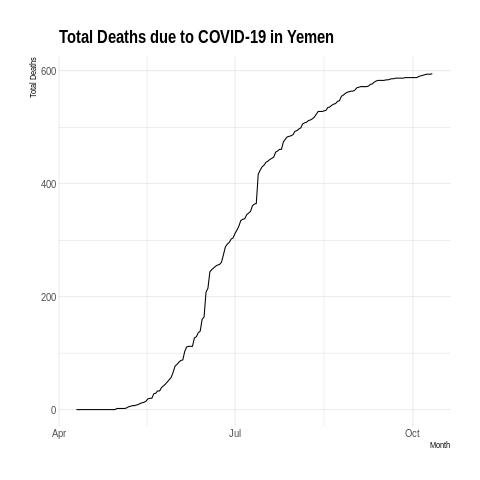 Total Deaths due to COVID-19 in Yemen
Total Deaths
600
400
200
0
Apr
Jul
Oct
Month